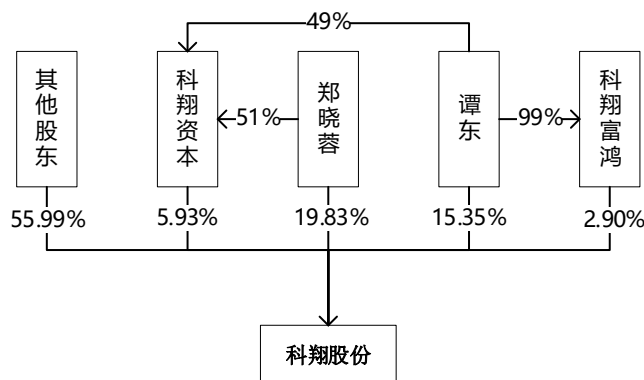 49%
其他股东
科翔资本
51%
郑晓蓉
谭东
99%
科翔富鸿
55.99%
5.93%
19.83%
15.35%
2.90%
科翔股份